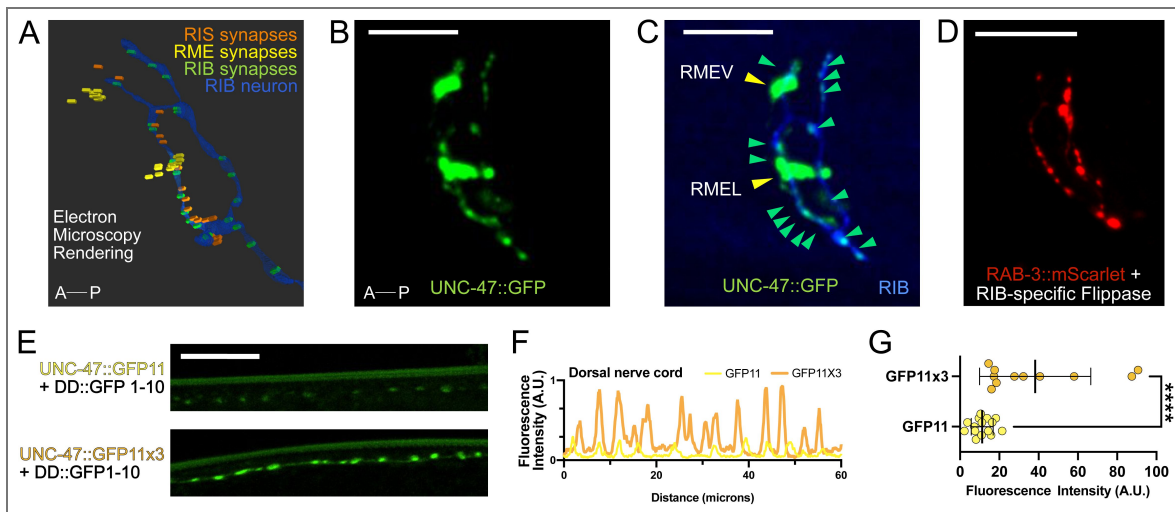 A
RIS synapses
RME synapses
RIB synapses
RIB neuron
Electron
Microscopy
Rendering
A—P
B
A—P
UNC-47::GFP
C
RMEV
RMEL
UNC-47::GFP
RIB
D
RAB-3::mScarlet +
RIB-specific Flippase
E
UNC-47::GFP11
+ DD::GFP 1-10
UNC-47::GFP11x3
+ DD::GFP1-10
F
Dorsal nerve cord
GFP11
GFP11X3
Fluorescence
Intensity (A.U.)
1
0
0
20
40
60
Distance (microns)
G
GFP11x3
GFP11
****
0
20
40
60
80
100
Fluorescence Intensity (A.U.)